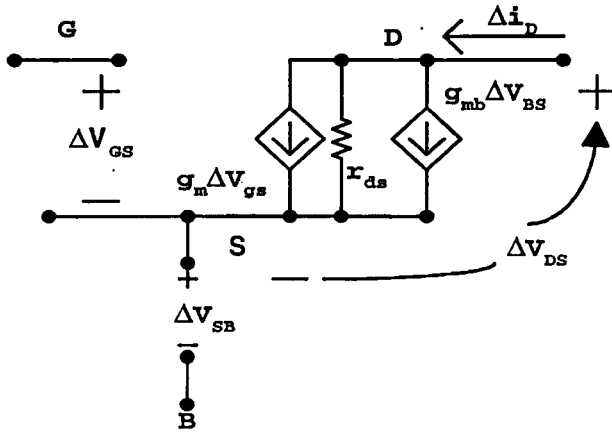 G
D
Δi_D
+
+
g_mb ΔV_BS
ΔV_GS
g_m ΔV_gs
r_ds
—
S
—
ΔV_DS
+
ΔV_SB
—
B